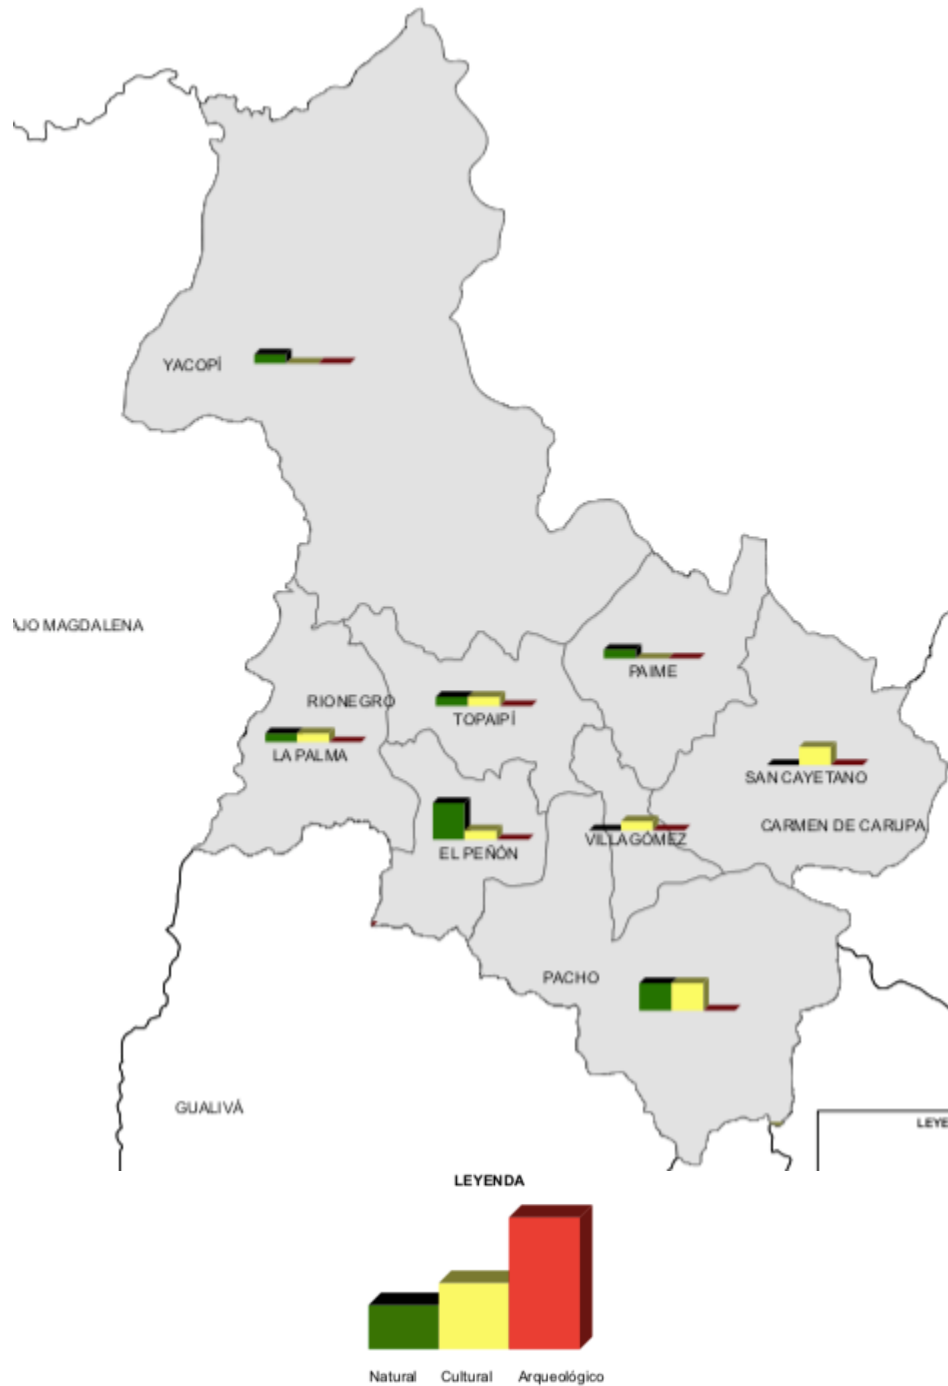 YACOPÍ
AJO MAGDALENA
PAIME
RIONEGRO
TOPAIPÍ
LA PALMA
SAN CAYETANO
CARMEN DE CARUPA
VILLAGÓMEZ
EL PEÑÓN
PACHO
GUALIVÁ
LEYE
LEYENDA
Natural Cultural Arqueológico